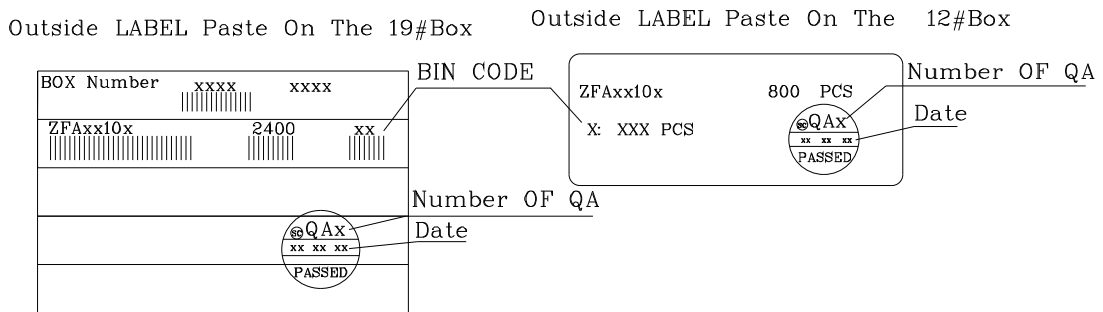 Outside LABEL Paste On The 19#Box
BOX Number xxxx xxxx
ZFAxx10x 2400 xx
BIN CODE
Number OF QA
Date
SC QAx
xx xx xx
PASSED
Outside LABEL Paste On The 12#Box
ZFAxx10x 800 PCS
X: XXX PCS
Number OF QA
Date
SC QAx
xx xx xx
PASSED